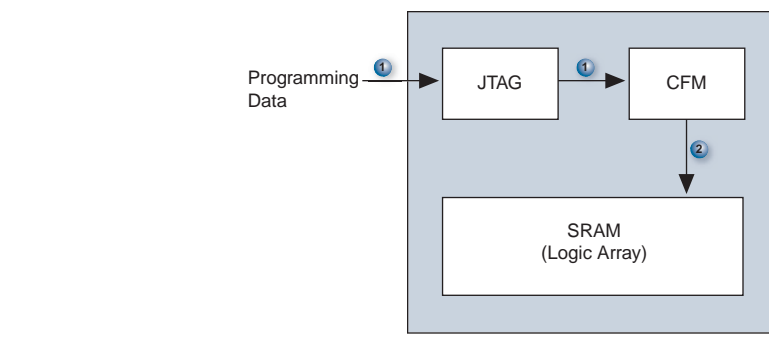 Programming
Data
1
JTAG
1
CFM
2
SRAM
(Logic Array)